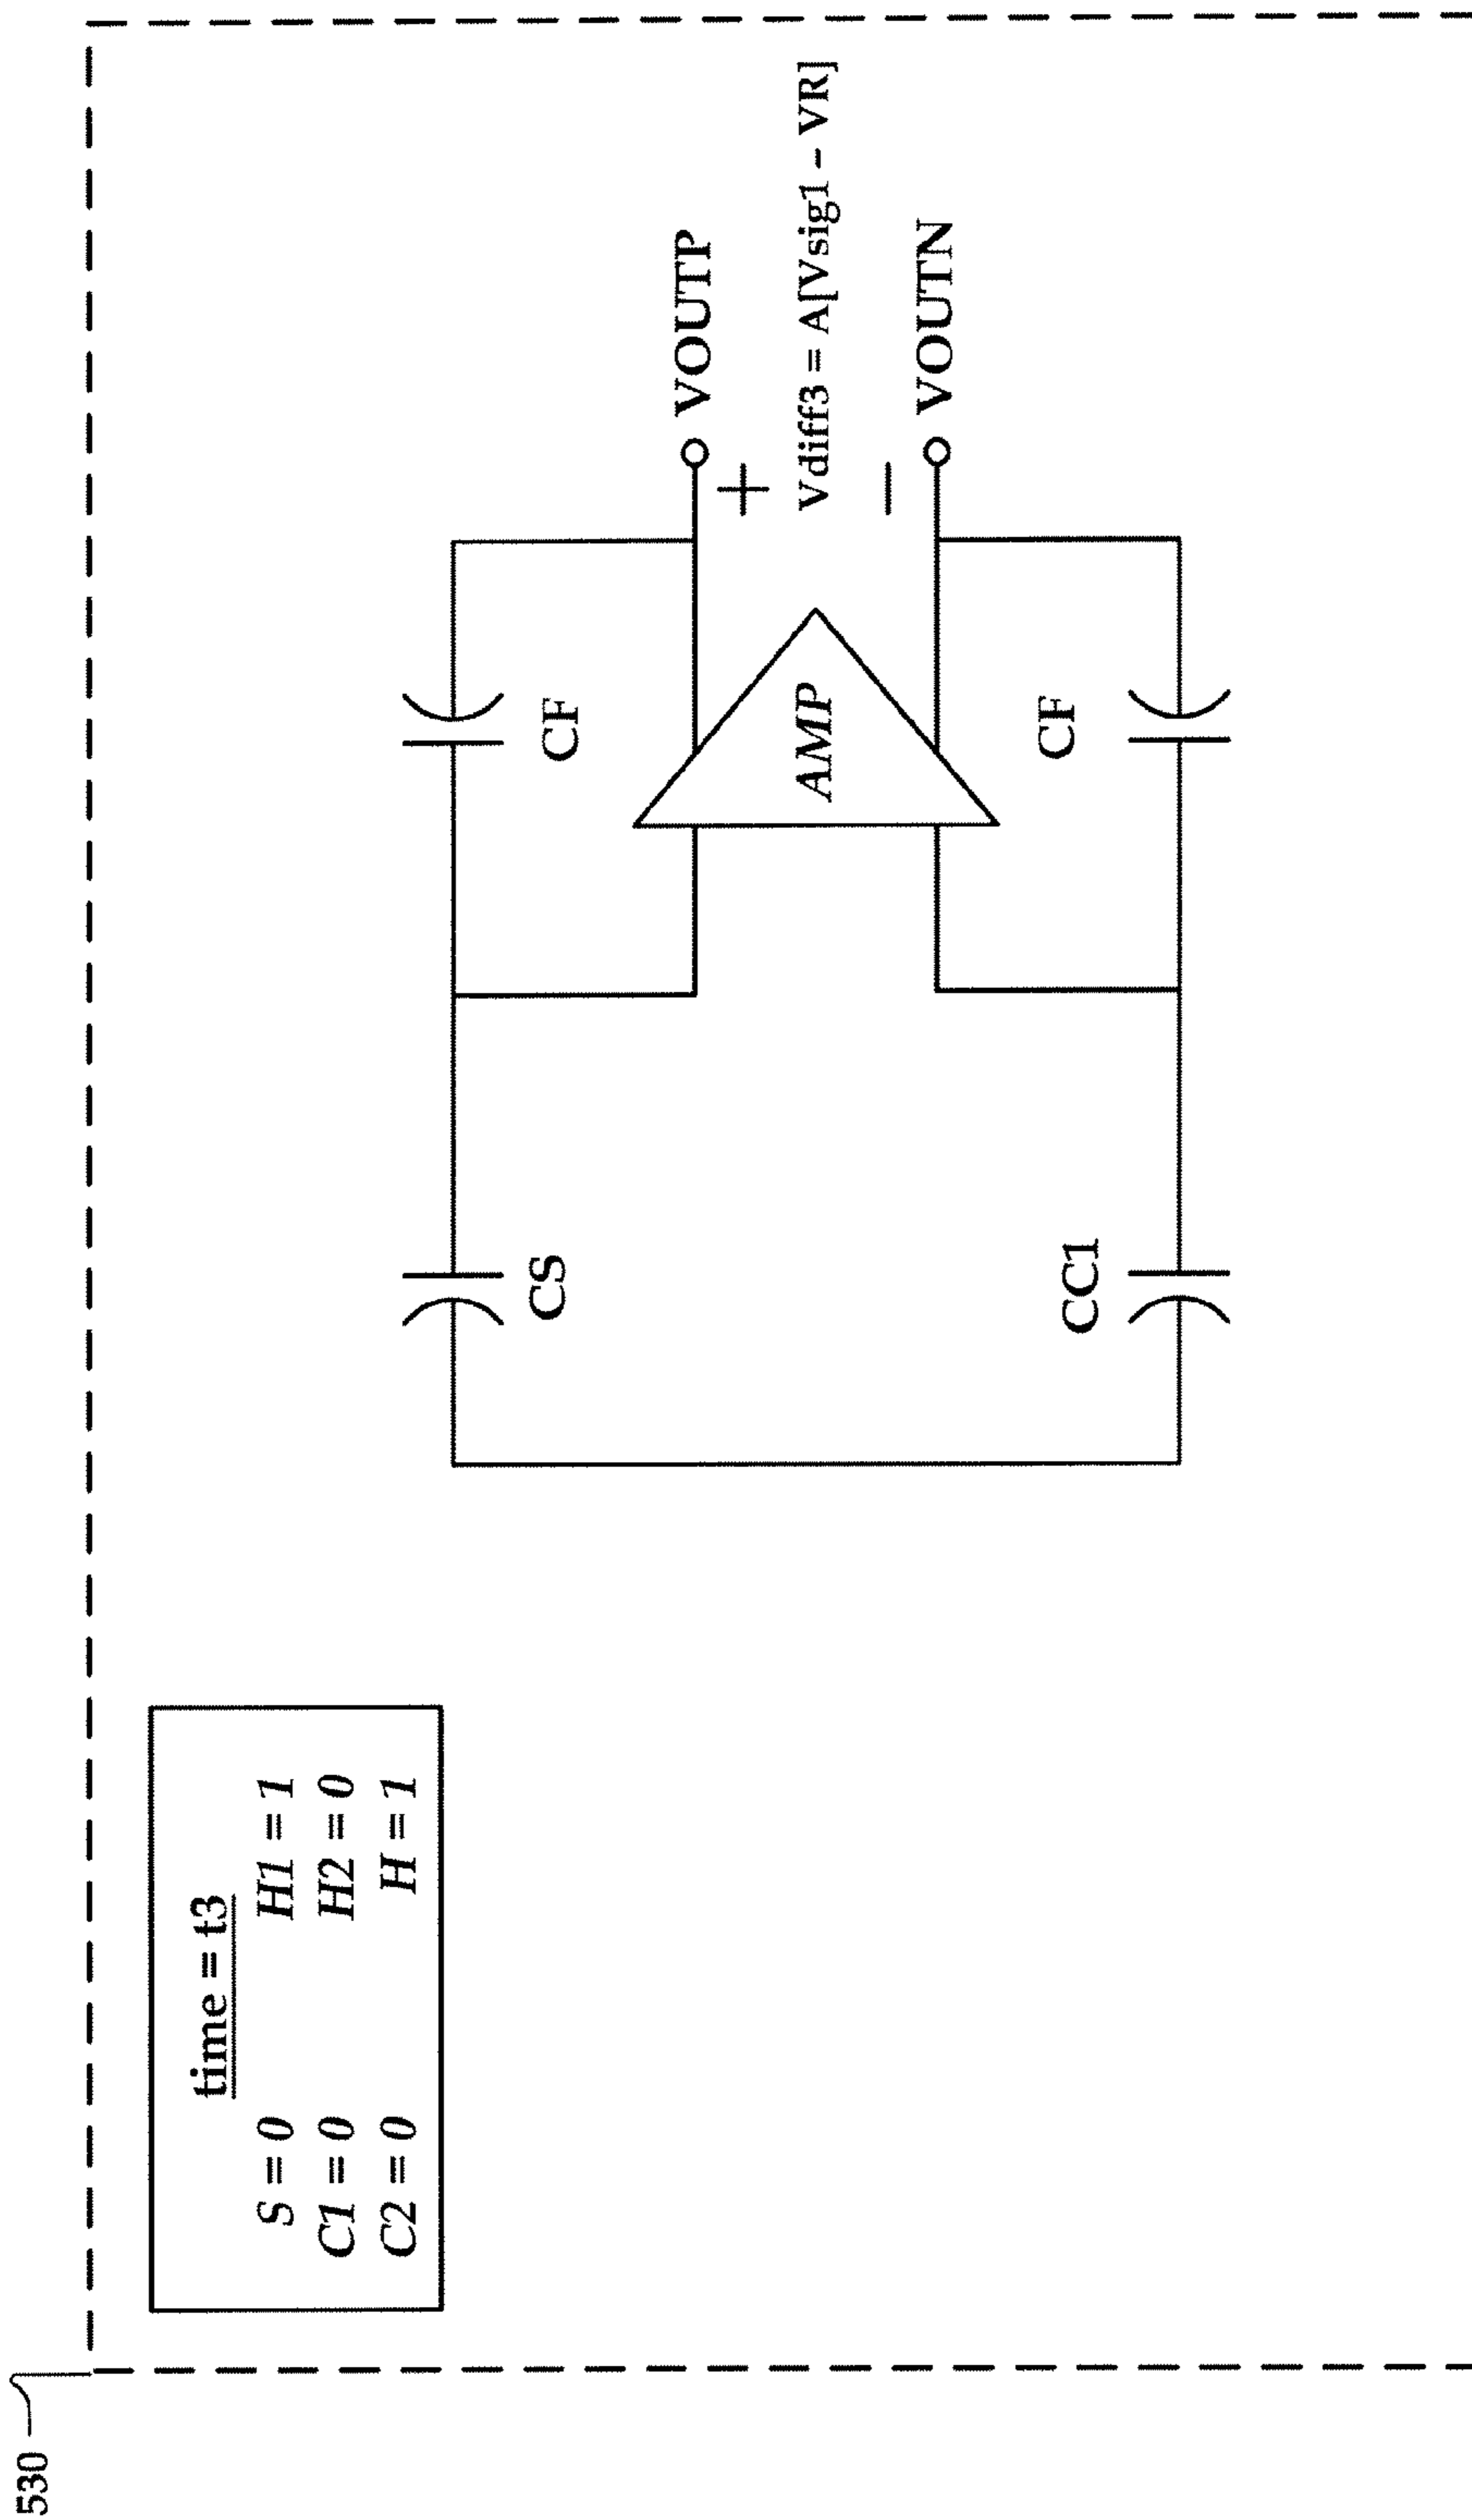 530
time = t3
S = 0 H1 = 1
C1 = 0 H2 = 0
C2 = 0 H = 1
CS
CF
VOUTP
+
AMP
Vdiff3 = A[Vsig1 - VR]
−
VOUTN
CC1
CF